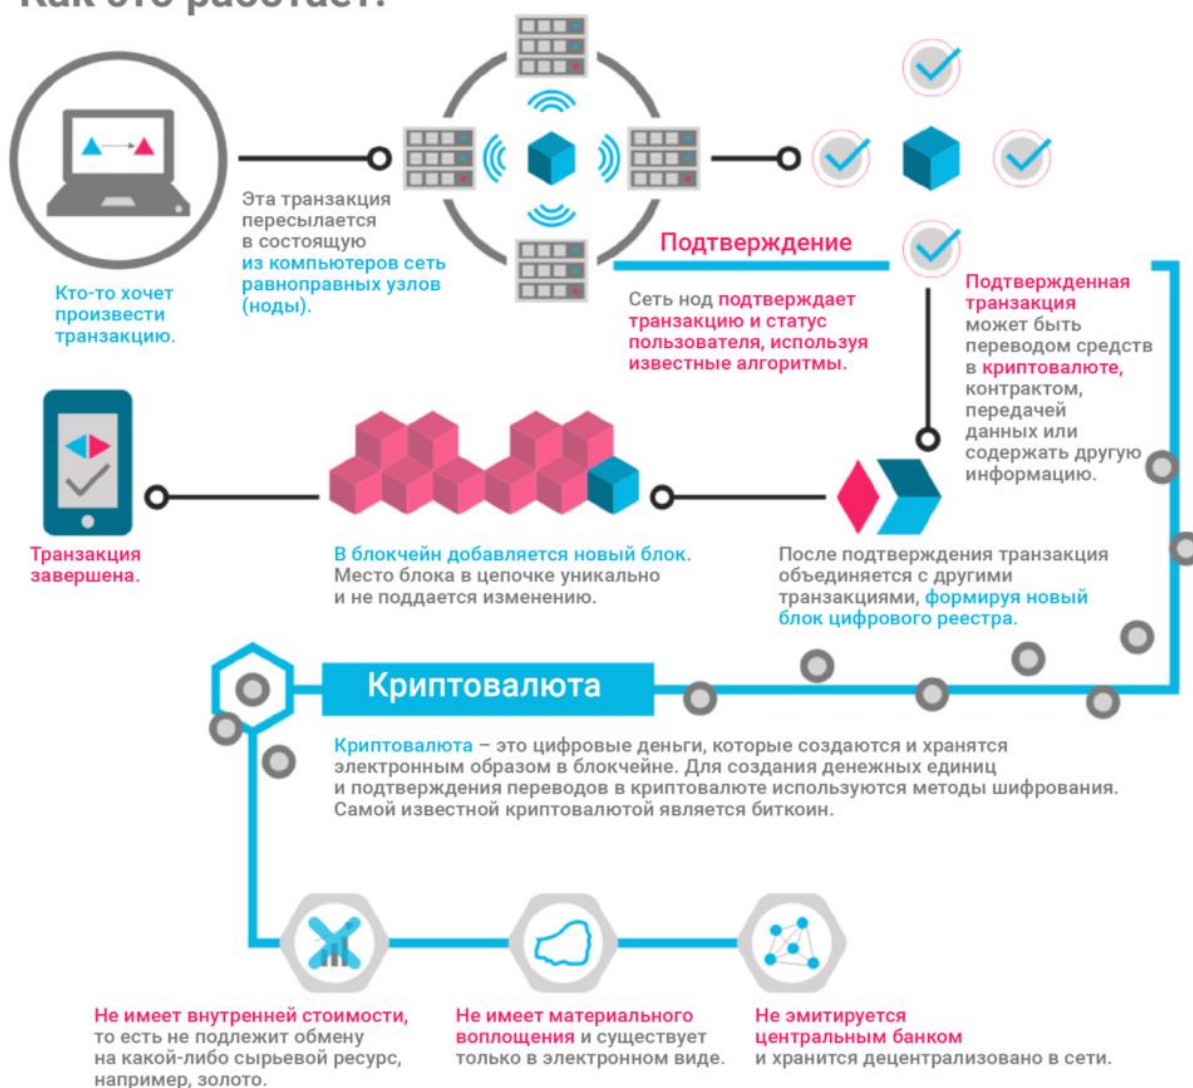 Как это работает?
Кто-то хочет
произвести
транзакцию.
Эта транзакция
пересылается
в состоящую
из компьютеров сеть
равноправных узлов
(ноды).
Подтверждение
Сеть нод подтверждает
транзакцию и статус
пользователя, используя
известные алгоритмы.
Подтвержденная
транзакция
может быть
переводом средств
в криптовалюте,
контрактом,
передачей
данных или
содержать другую
информацию.
После подтверждения транзакция
объединяется с другими
транзакциями, формируя новый
блок цифрового реестра.
В блокчейн добавляется новый блок.
Место блока в цепочке уникально
и не поддается изменению.
Транзакция
завершена.
Криптовалюта
Криптовалюта – это цифровые деньги, которые создаются и хранятся
электронным образом в блокчейне. Для создания денежных единиц
и подтверждения переводов в криптовалюте используются методы шифрования.
Самой известной криптовалютой является биткоин.
Не имеет внутренней стоимости,
то есть не подлежит обмену
на какой-либо сырьевой ресурс,
например, золото.
Не имеет материального
воплощения и существует
только в электронном виде.
Не эмитируется
центральным банком
и хранится децентрализовано в сети.